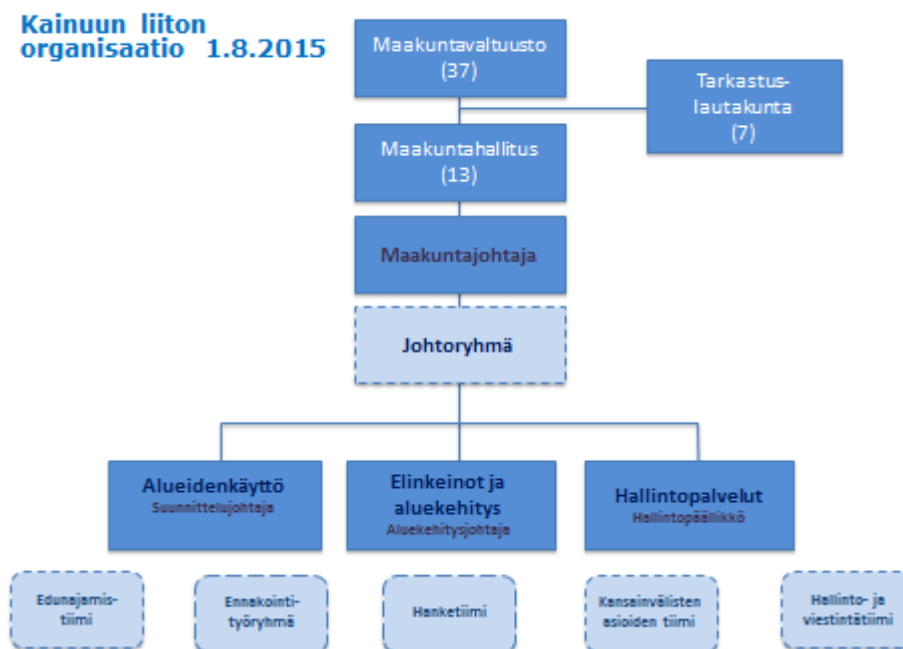 Kainuun liiton
organisaatio 1.8.2015
Maakuntavaltuusto
(37)
Tarkastus-
lautakunta
(7)
Maakuntahallitus
(13)
Maakuntajohtaja
Johtoryhmä
Alueidenkäyttö
Suunnittelujohtaja
Elinkeinot ja
aluekehitys
Aluekehitysjohtaja
Hallintopalvelut
Hallintopäällikkö
Edunajamis-
tiimi
Ennakointi-
työryhmä
Hanketiimi
Kansainvälisten
asioiden tiimi
Hallinto- ja
viestintätiimi